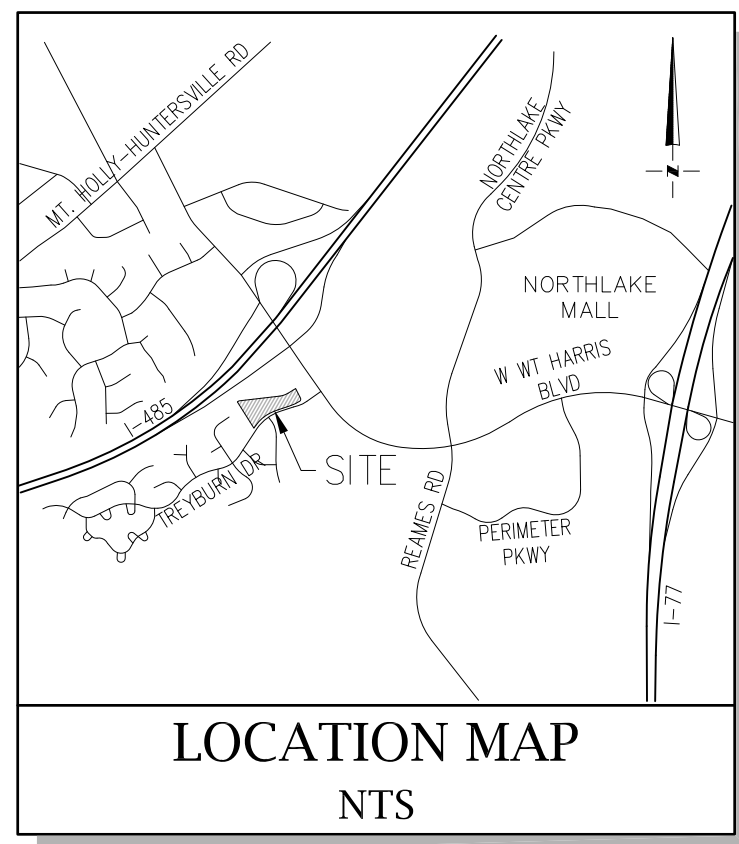 MT. HOLLY-HUNTERSVILLE RD
NORTHLAKE
CENTRE PKWY
N
NORTHLAKE
MALL
W WT HARRIS
BLVD
I-485
SITE
TREYBURN DR
REAMES RD
PERIMETER
PKWY
I-77
LOCATION MAP
NTS